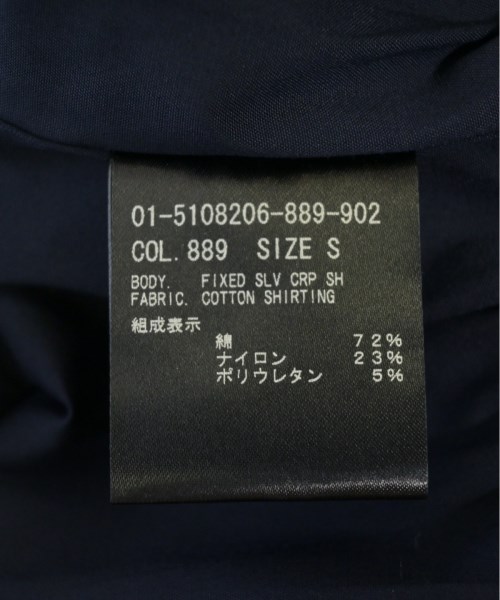 01-5108206-889-902
COL.889 SIZE S
BODY. FIXED SLV CRP SH
FABRIC. COTTON SHIRTING
組成表示
綿 72%
ナイロン 23%
ポリウレタン 5%